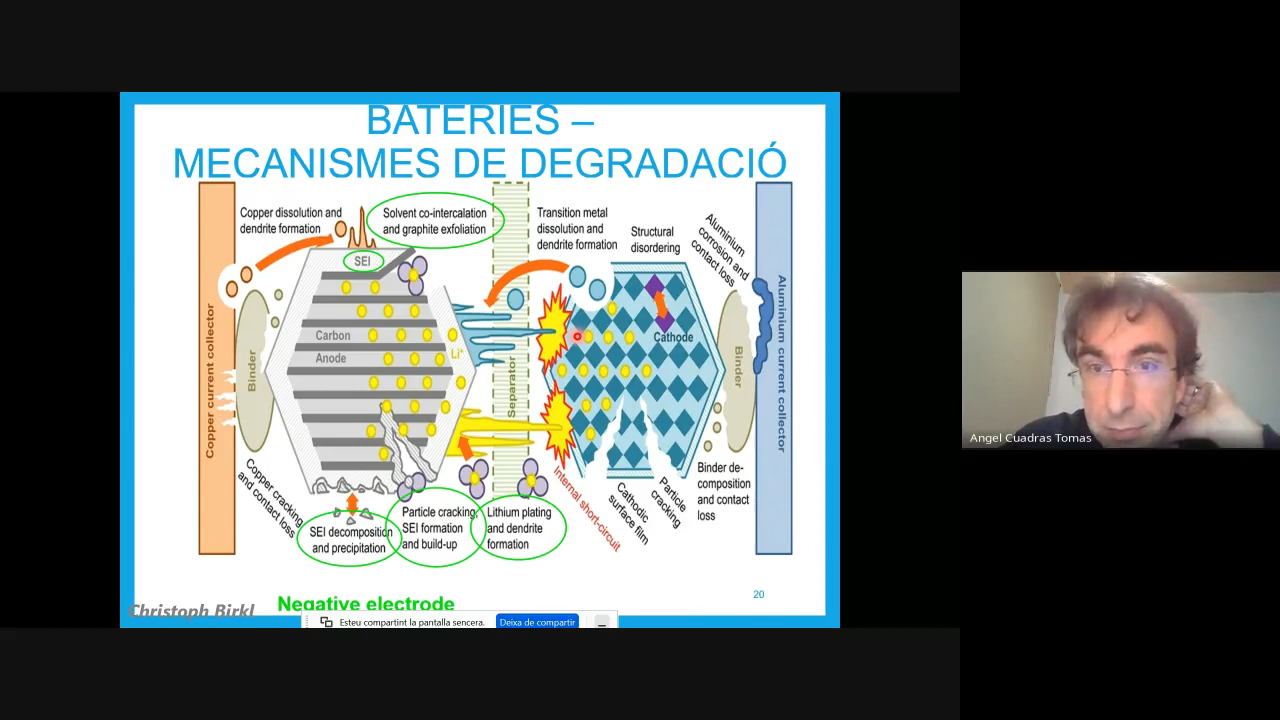 BATERIES –
MECANISMES DE DEGRADACIÓ
Copper dissolution and
dendrite formation
Solvent co-intercalation
and graphite exfoliation
Transition metal
dissolution and
dendrite formation
Structural
disordering
Aluminium
corrosion and
contact loss
SEI
Copper current collector
Binder
Carbon
Anode
Li+
Separator
Cathode
Binder
Aluminium current collector
Copper cracking
and contact loss
SEI decomposition
and precipitation
Particle cracking,
SEI formation
and build-up
Lithium plating
and dendrite
formation
Internal short-circuit
Cathodic
surface film
Particle
cracking
Binder de-
composition
and contact
loss
Christoph Birkl
Negative electrode
20
Esteu compartint la pantalla sencera.
Deixa de compartir
Angel Cuadras Tomas